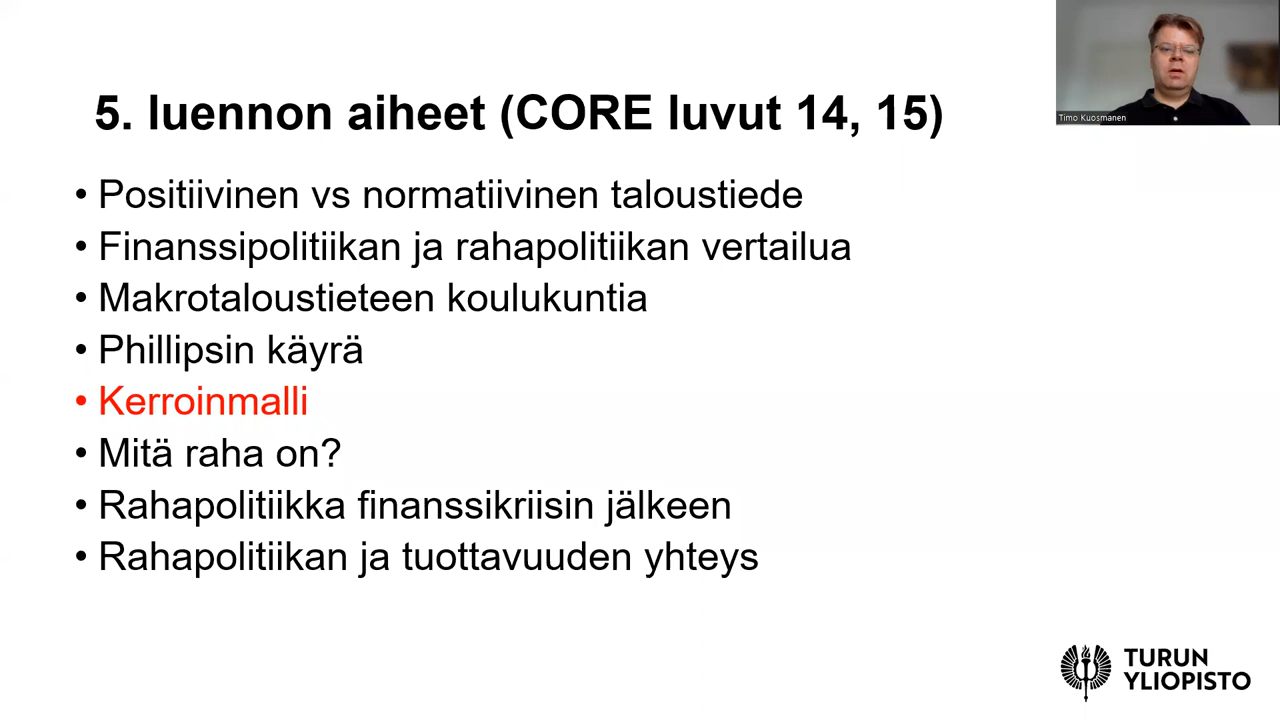 5. luennon aiheet (CORE luvut 14, 15)
Timo Kuosmanen
• Positiivinen vs normatiivinen taloustiede
• Finanssipolitiikan ja rahapolitiikan vertailua
• Makrotaloustieteen koulukuntia
• Phillipsin käyrä
• Kerroinmalli
• Mitä raha on?
• Rahapolitiikka finanssikriisin jälkeen
• Rahapolitiikan ja tuottavuuden yhteys
TURUN
YLIOPISTO